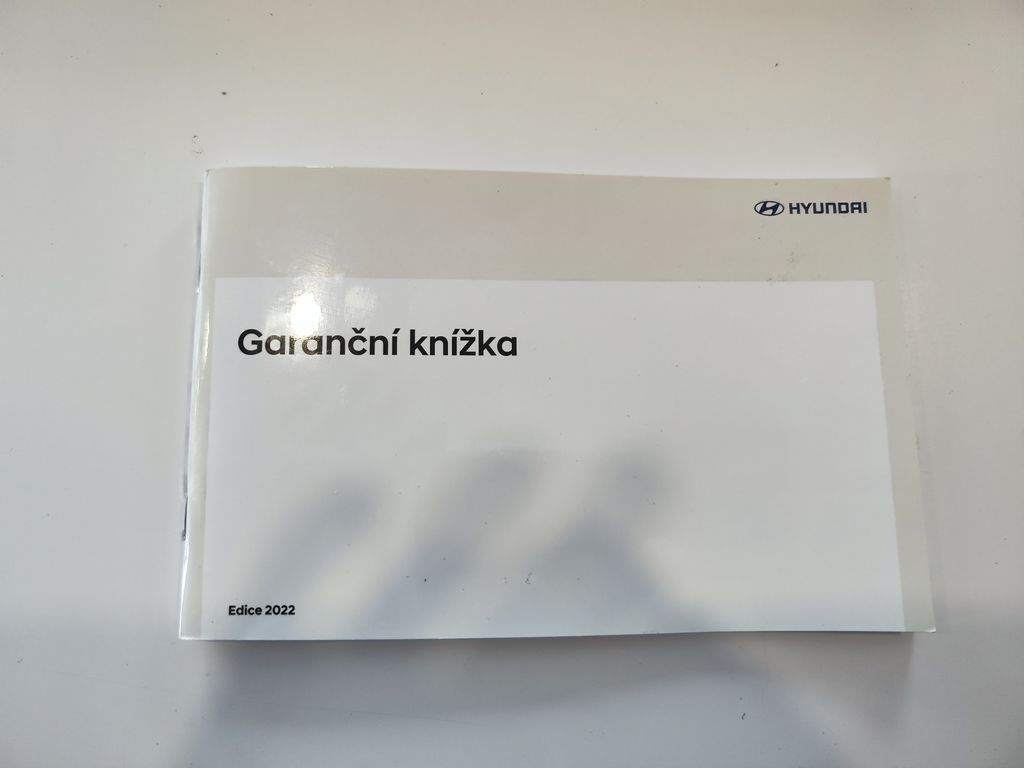 HYUNDAI
Garanční knížka
Edice 2022